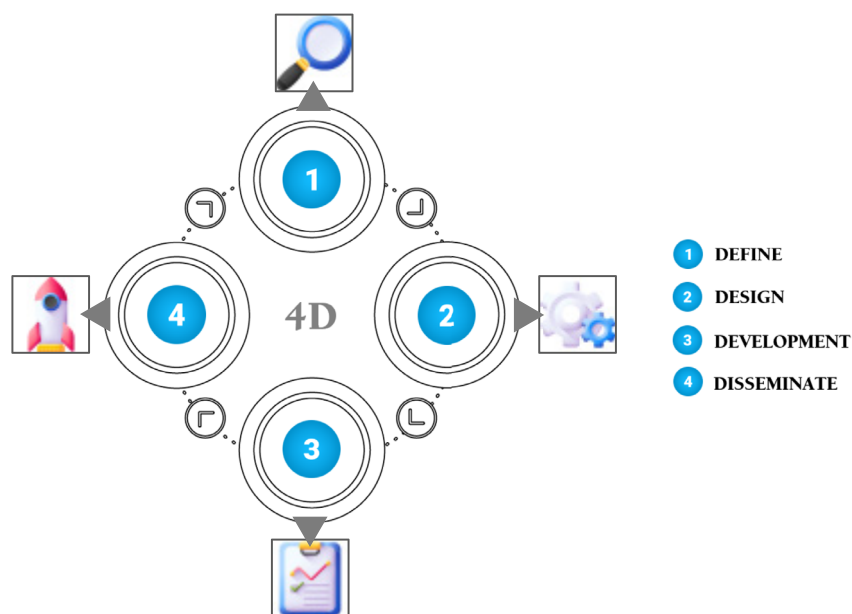 1
4
4D
2
3
1 DEFINE
2 DESIGN
3 DEVELOPMENT
4 DISSEMINATE